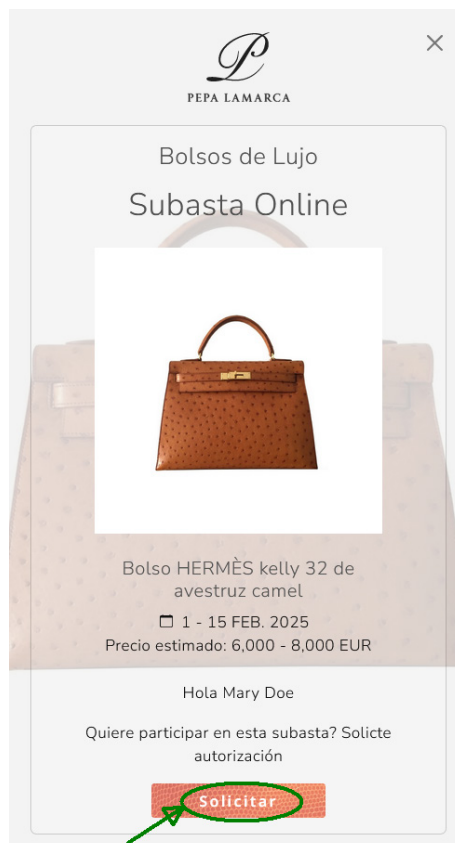 PEPA LAMARCA
Bolsos de Lujo
Subasta Online
Bolso HERMÈS kelly 32 de
avestruz camel
1 - 15 FEB. 2025
Precio estimado: 6,000 - 8,000 EUR
Hola Mary Doe
Quiere participar en esta subasta? Solicte
autorización
Solicitar